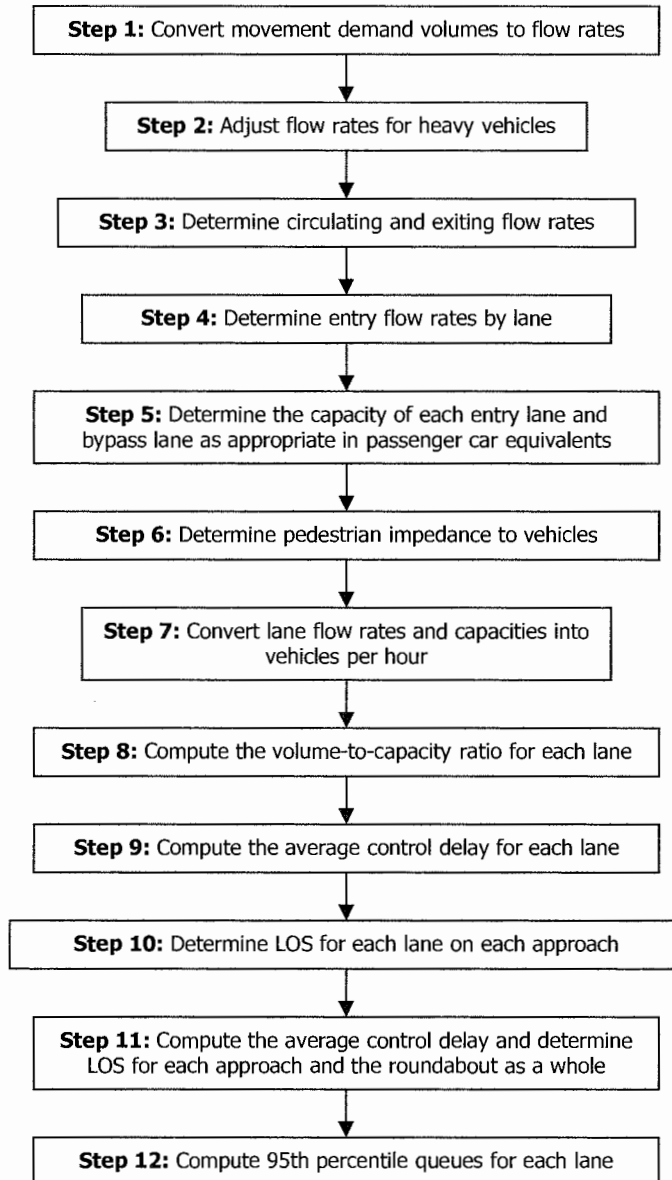 Step 1: Convert movement demand volumes to flow rates
Step 2: Adjust flow rates for heavy vehicles
Step 3: Determine circulating and exiting flow rates
Step 4: Determine entry flow rates by lane
Step 5: Determine the capacity of each entry lane and
bypass lane as appropriate in passenger car equivalents
Step 6: Determine pedestrian impedance to vehicles
Step 7: Convert lane flow rates and capacities into
vehicles per hour
Step 8: Compute the volume-to-capacity ratio for each lane
Step 9: Compute the average control delay for each lane
Step 10: Determine LOS for each lane on each approach
Step 11: Compute the average control delay and determine
LOS for each approach and the roundabout as a whole
Step 12: Compute 95th percentile queues for each lane